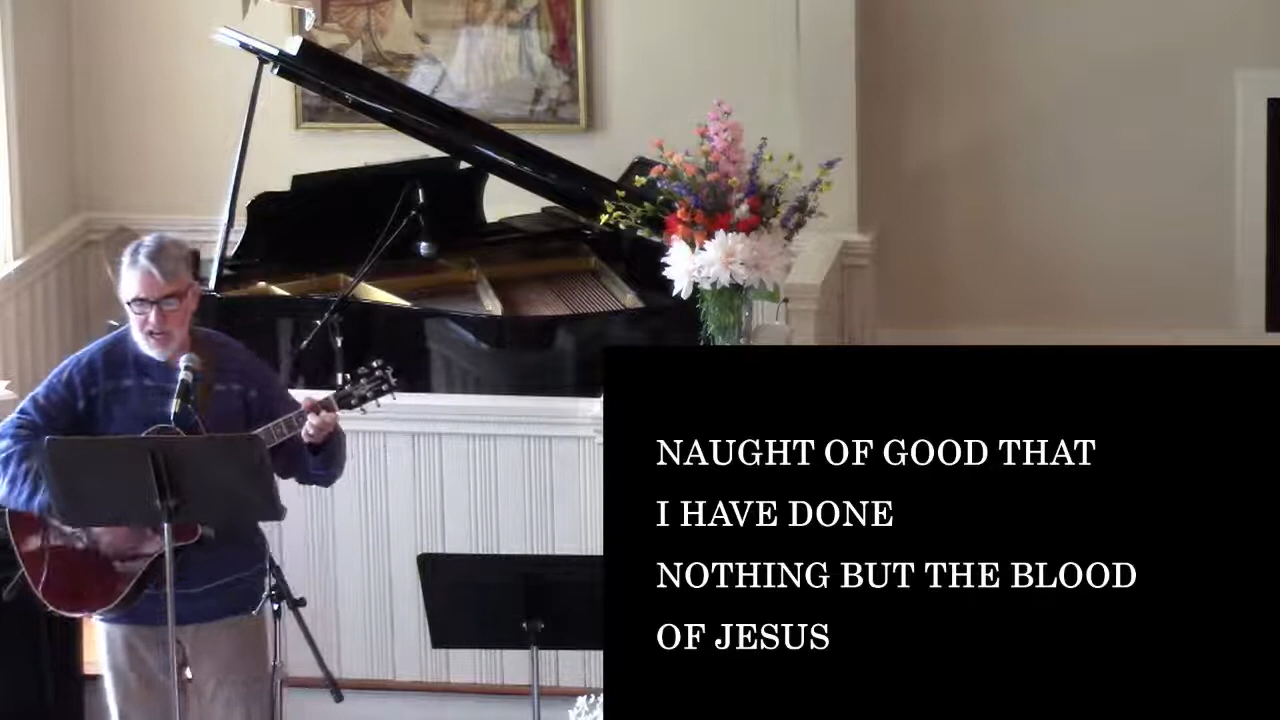 NAUGHT OF GOOD THAT
I HAVE DONE
NOTHING BUT THE BLOOD
OF JESUS